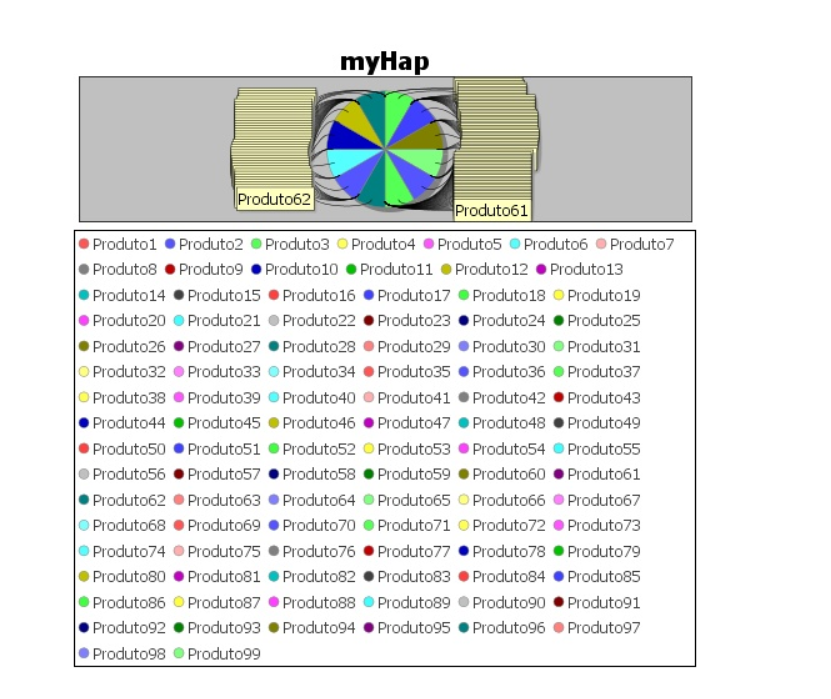 myHap
Produto62
Produto61
Produto1 Produto2 Produto3 Produto4 Produto5 Produto6 Produto7
Produto8 Produto9 Produto10 Produto11 Produto12 Produto13
Produto14 Produto15 Produto16 Produto17 Produto18 Produto19
Produto20 Produto21 Produto22 Produto23 Produto24 Produto25
Produto26 Produto27 Produto28 Produto29 Produto30 Produto31
Produto32 Produto33 Produto34 Produto35 Produto36 Produto37
Produto38 Produto39 Produto40 Produto41 Produto42 Produto43
Produto44 Produto45 Produto46 Produto47 Produto48 Produto49
Produto50 Produto51 Produto52 Produto53 Produto54 Produto55
Produto56 Produto57 Produto58 Produto59 Produto60 Produto61
Produto62 Produto63 Produto64 Produto65 Produto66 Produto67
Produto68 Produto69 Produto70 Produto71 Produto72 Produto73
Produto74 Produto75 Produto76 Produto77 Produto78 Produto79
Produto80 Produto81 Produto82 Produto83 Produto84 Produto85
Produto86 Produto87 Produto88 Produto89 Produto90 Produto91
Produto92 Produto93 Produto94 Produto95 Produto96 Produto97
Produto98 Produto99